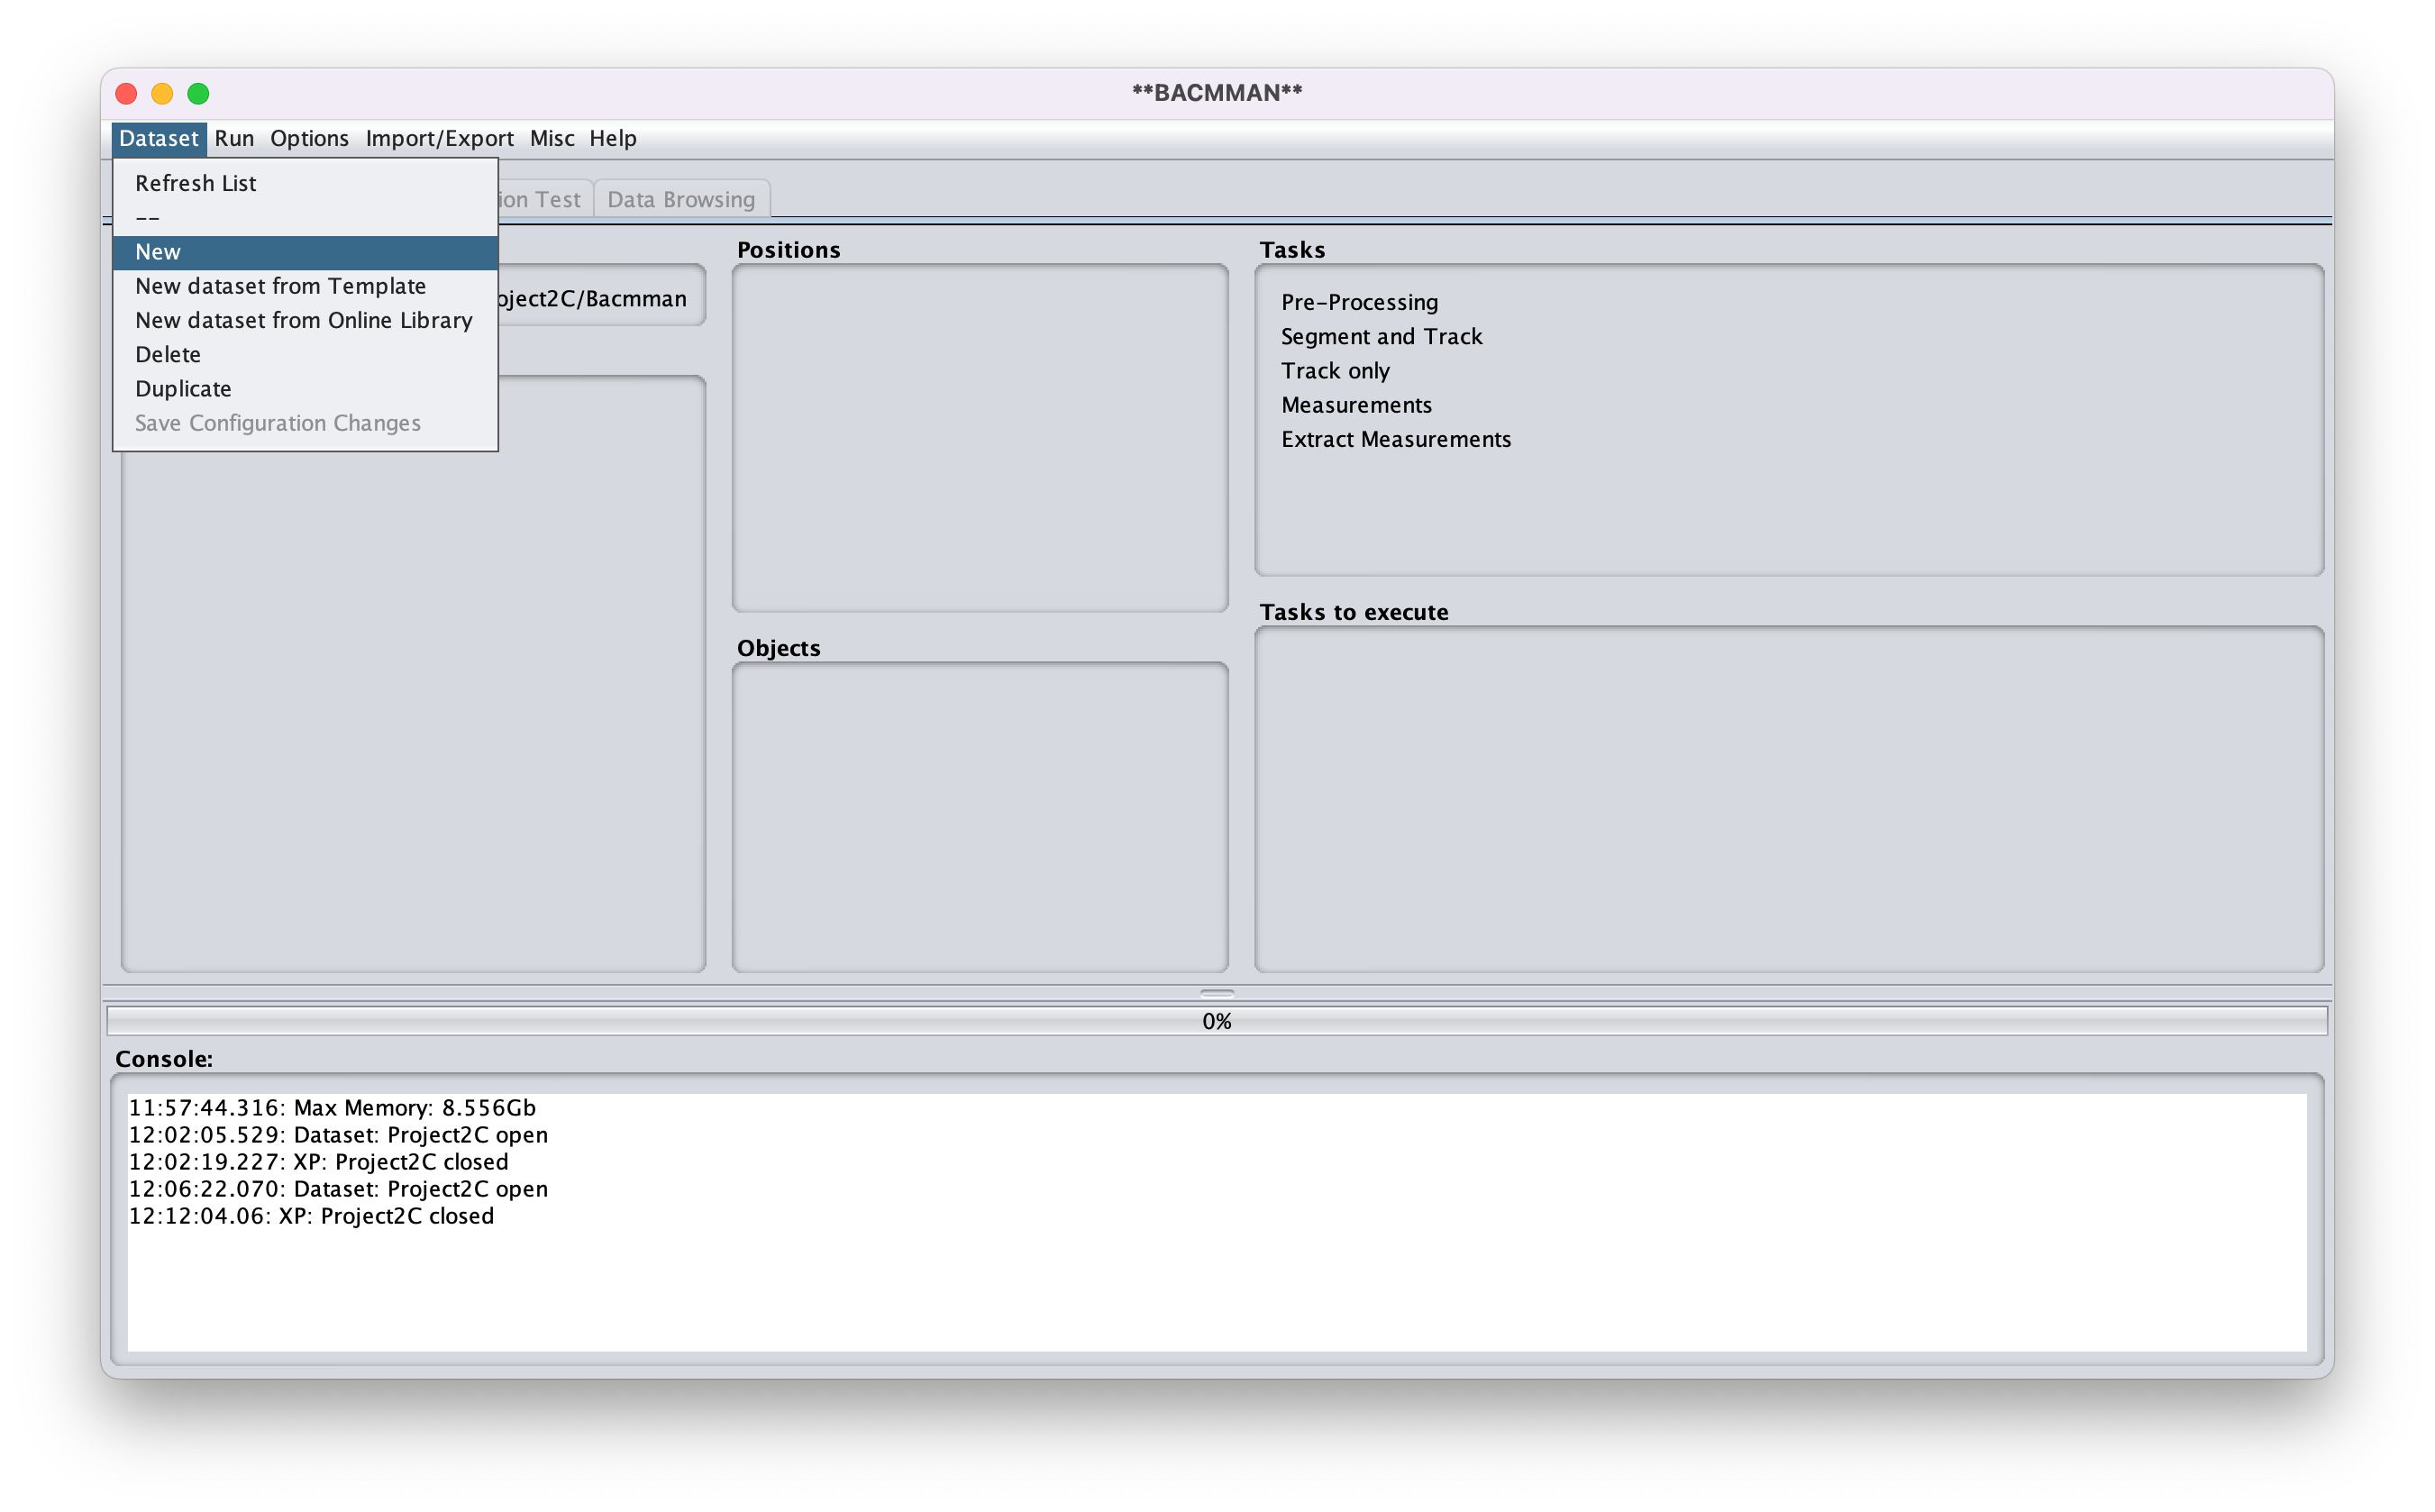 **BACMMAN**
Dataset Run Options Import/Export Misc Help
Refresh List
--
New
New dataset from Template
New dataset from Online Library
Delete
Duplicate
Save Configuration Changes
Test
Data Browsing
Bacmman
Positions
Objects
Tasks
Pre-Processing
Segment and Track
Track only
Measurements
Extract Measurements
Tasks to execute
0%
Console:
11:57:44.316: Max Memory: 8.556Gb
12:02:05.529: Dataset: Project2C open
12:02:19.227: XP: Project2C closed
12:06:22.070: Dataset: Project2C open
12:12:04.06: XP: Project2C closed